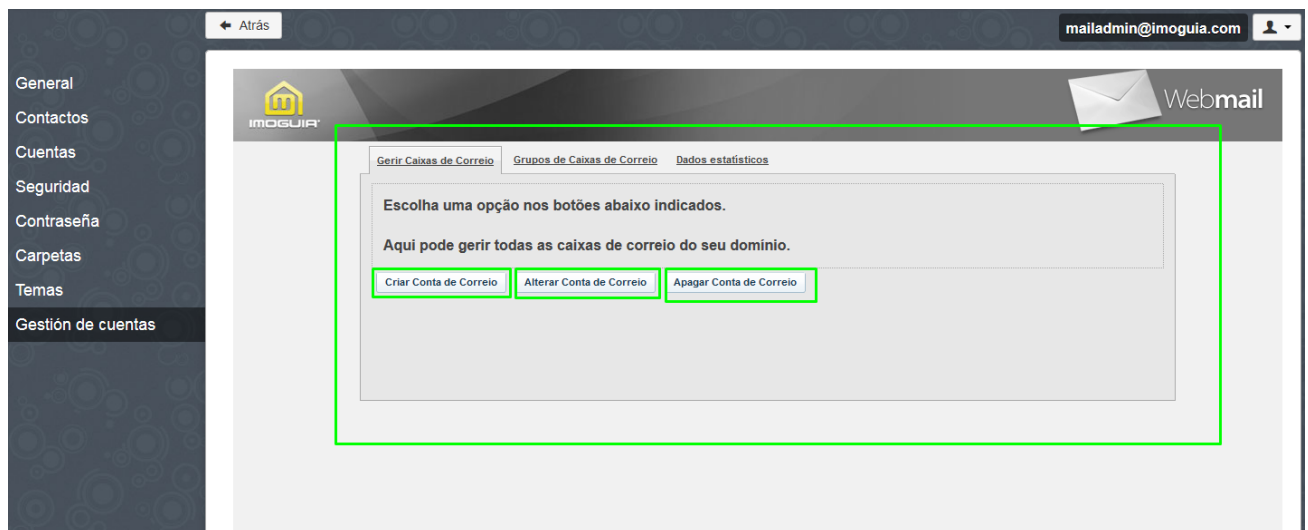 Atrás
mailadmin@imoguia.com
General
Contactos
Cuentas
Seguridad
Contraseña
Carpetas
Temas
Gestión de cuentas
IMOGUIA
Webmail
Gerir Caixas de Correio Grupos de Caixas de Correio Dados estatísticos
Escolha uma opção nos botões abaixo indicados.
Aqui pode gerir todas as caixas de correio do seu domínio.
Criar Conta de Correio Alterar Conta de Correio Apagar Conta de Correio